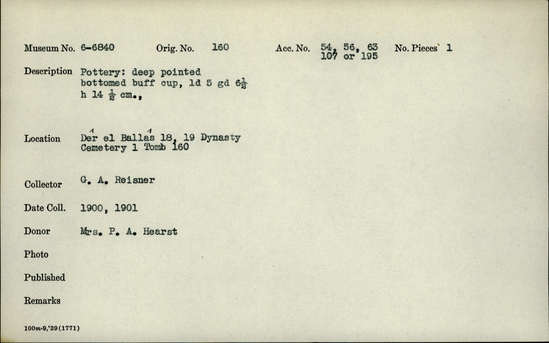 Museum No. 6-6840 Orig. No. 160 Acc. No. 54, 56, 63 No. Pieces 1
107 or 195
Description Pottery: deep pointed
bottomed buff cup, ld 5 gd 6½
h 14 ½ cm.,
Location Der el Ballas 18, 19 Dynasty
Cemetery 1 Tomb 160
Collector G. A. Reisner
Date Coll. 1900, 1901
Donor Mrs. P. A. Hearst
Photo
Published
Remarks
100m-9,'39(1771)